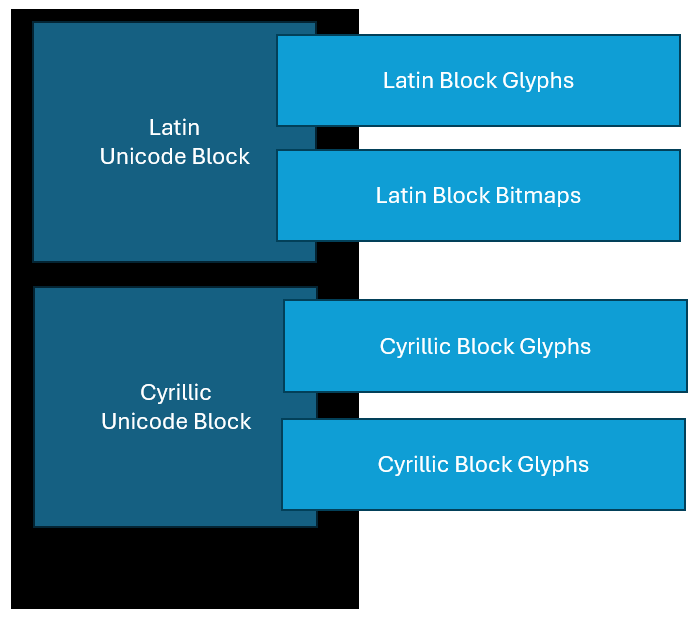 Latin
Unicode Block
Latin Block Glyphs
Latin Block Bitmaps
Cyrillic
Unicode Block
Cyrillic Block Glyphs
Cyrillic Block Glyphs